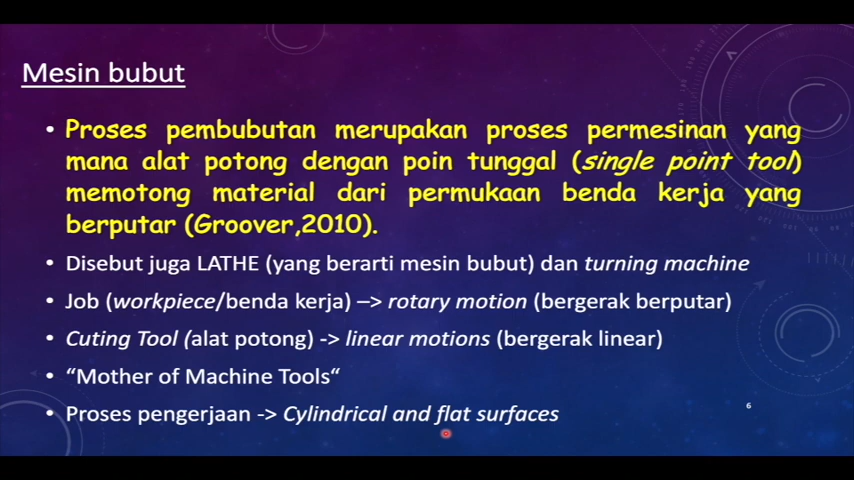 Mesin bubut
• Proses pembubutan merupakan proses permesinan yang
mana alat potong dengan poin tunggal (single point tool)
memotong material dari permukaan benda kerja yang
berputar (Groover,2010).
• Disebut juga LATHE (yang berarti mesin bubut) dan turning machine
• Job (workpiece/benda kerja) –> rotary motion (bergerak berputar)
• Cuting Tool (alat potong) -> linear motions (bergerak linear)
• “Mother of Machine Tools“
• Proses pengerjaan -> Cylindrical and flat surfaces
6